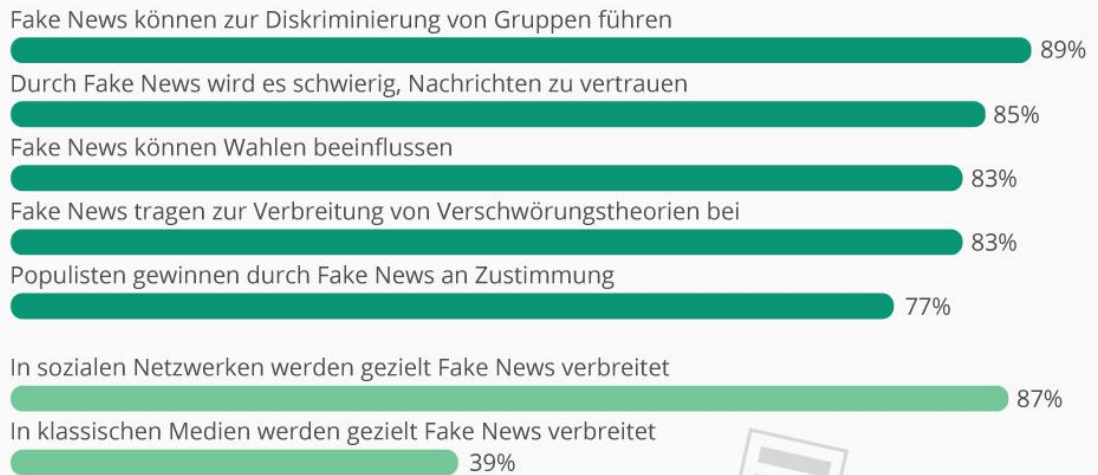 Fake News können zur Diskriminierung von Gruppen führen
89%
Durch Fake News wird es schwierig, Nachrichten zu vertrauen
85%
Fake News können Wahlen beeinflussen
83%
Fake News tragen zur Verbreitung von Verschwörungstheorien bei
83%
Populisten gewinnen durch Fake News an Zustimmung
77%
In sozialen Netzwerken werden gezielt Fake News verbreitet
87%
In klassischen Medien werden gezielt Fake News verbreitet
39%